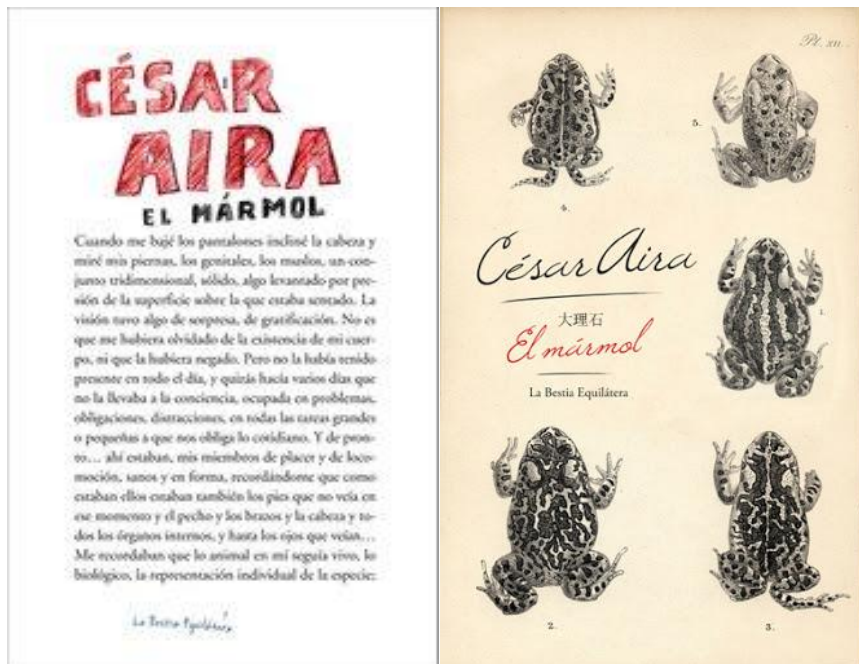 CÉSAR
AIRA
EL MÁRMOL
Cuando me bajé los pantalones incliné la cabeza y
miré mis piernas, los genitales, los muslos, un con-
junto tridimensional, sólido, algo levantado por pre-
sión de la superficie sobre la que estaba sentado. La
visión tuvo algo de sorpresa, de gratificación. No es
que me hubiera olvidado de la existencia de mi cuer-
po, ni que la hubiera negado. Pero no la había tenido
presente en todo el día, y quizás hacía varios días que
no la llevaba a la conciencia, ocupada en problemas,
obligaciones, distracciones, en todas las tareas grandes
o pequeñas a que nos obliga lo cotidiano. Y de pron-
to... ahí estaban, mis miembros de placer y de loco-
moción, sanos y en forma, recordándome que como
estaban ellos estaban también los pies que no veía en
ese momento y el pecho y los brazos y la cabeza y to-
dos los órganos internos, y hasta los ojos que veían...
Me recordaban que lo animal en mí seguía vivo, lo
biológico, la representación individual de la especie;
La Bestia Equilátera
Pl. XII.
5.
4.
César Aira
大理石
El mármol
La Bestia Equilátera
1.
2.
3.